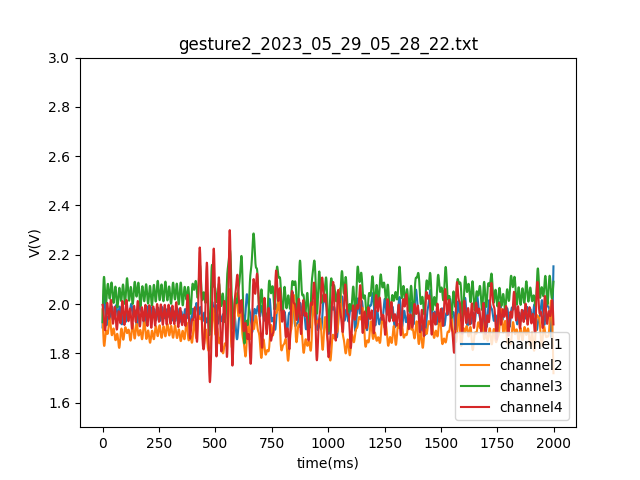 gesture2_2023_05_29_05_28_22.txt
3.0
2.8
2.6
2.4
2.2
2.0
1.8
1.6
V(V)
channel1
channel2
channel3
channel4
0 250 500 750 1000 1250 1500 1750 2000
time(ms)